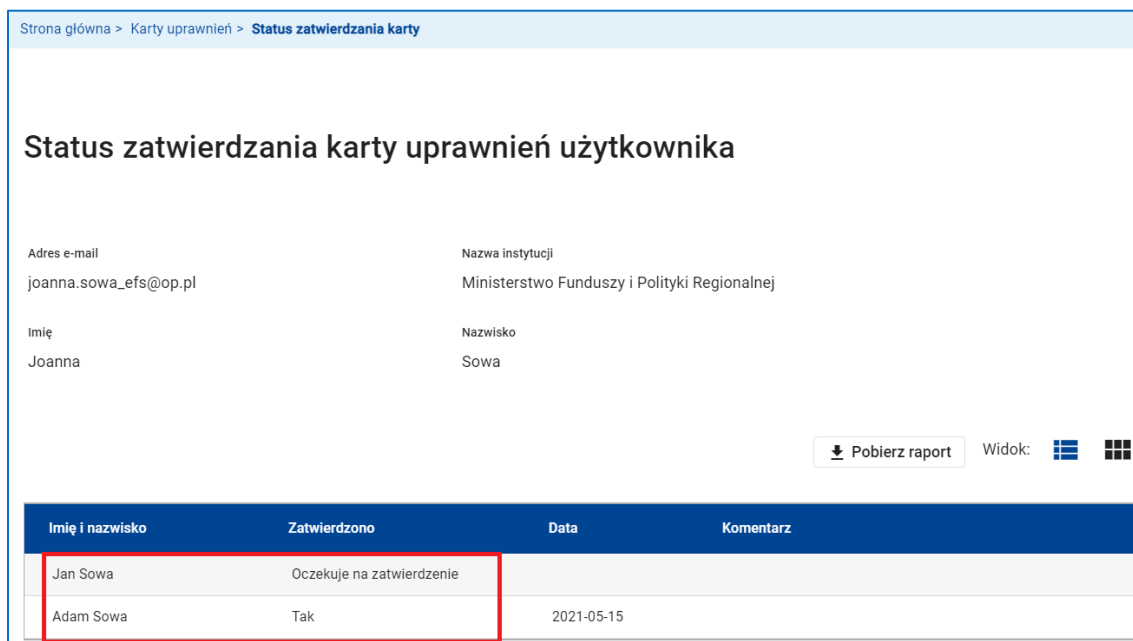 Strona główna > Karty uprawnień > Status zatwierdzania karty
Status zatwierdzania karty uprawnień użytkownika
Adres e-mail Nazwa instytucji
joanna.sowa_efs@op.pl Ministerstwo Funduszy i Polityki Regionalnej
Imię Nazwisko
Joanna Sowa
Pobierz raport Widok:
Imię i nazwisko Zatwierdzono Data Komentarz
Jan Sowa Oczekuje na zatwierdzenie
Adam Sowa Tak 2021-05-15